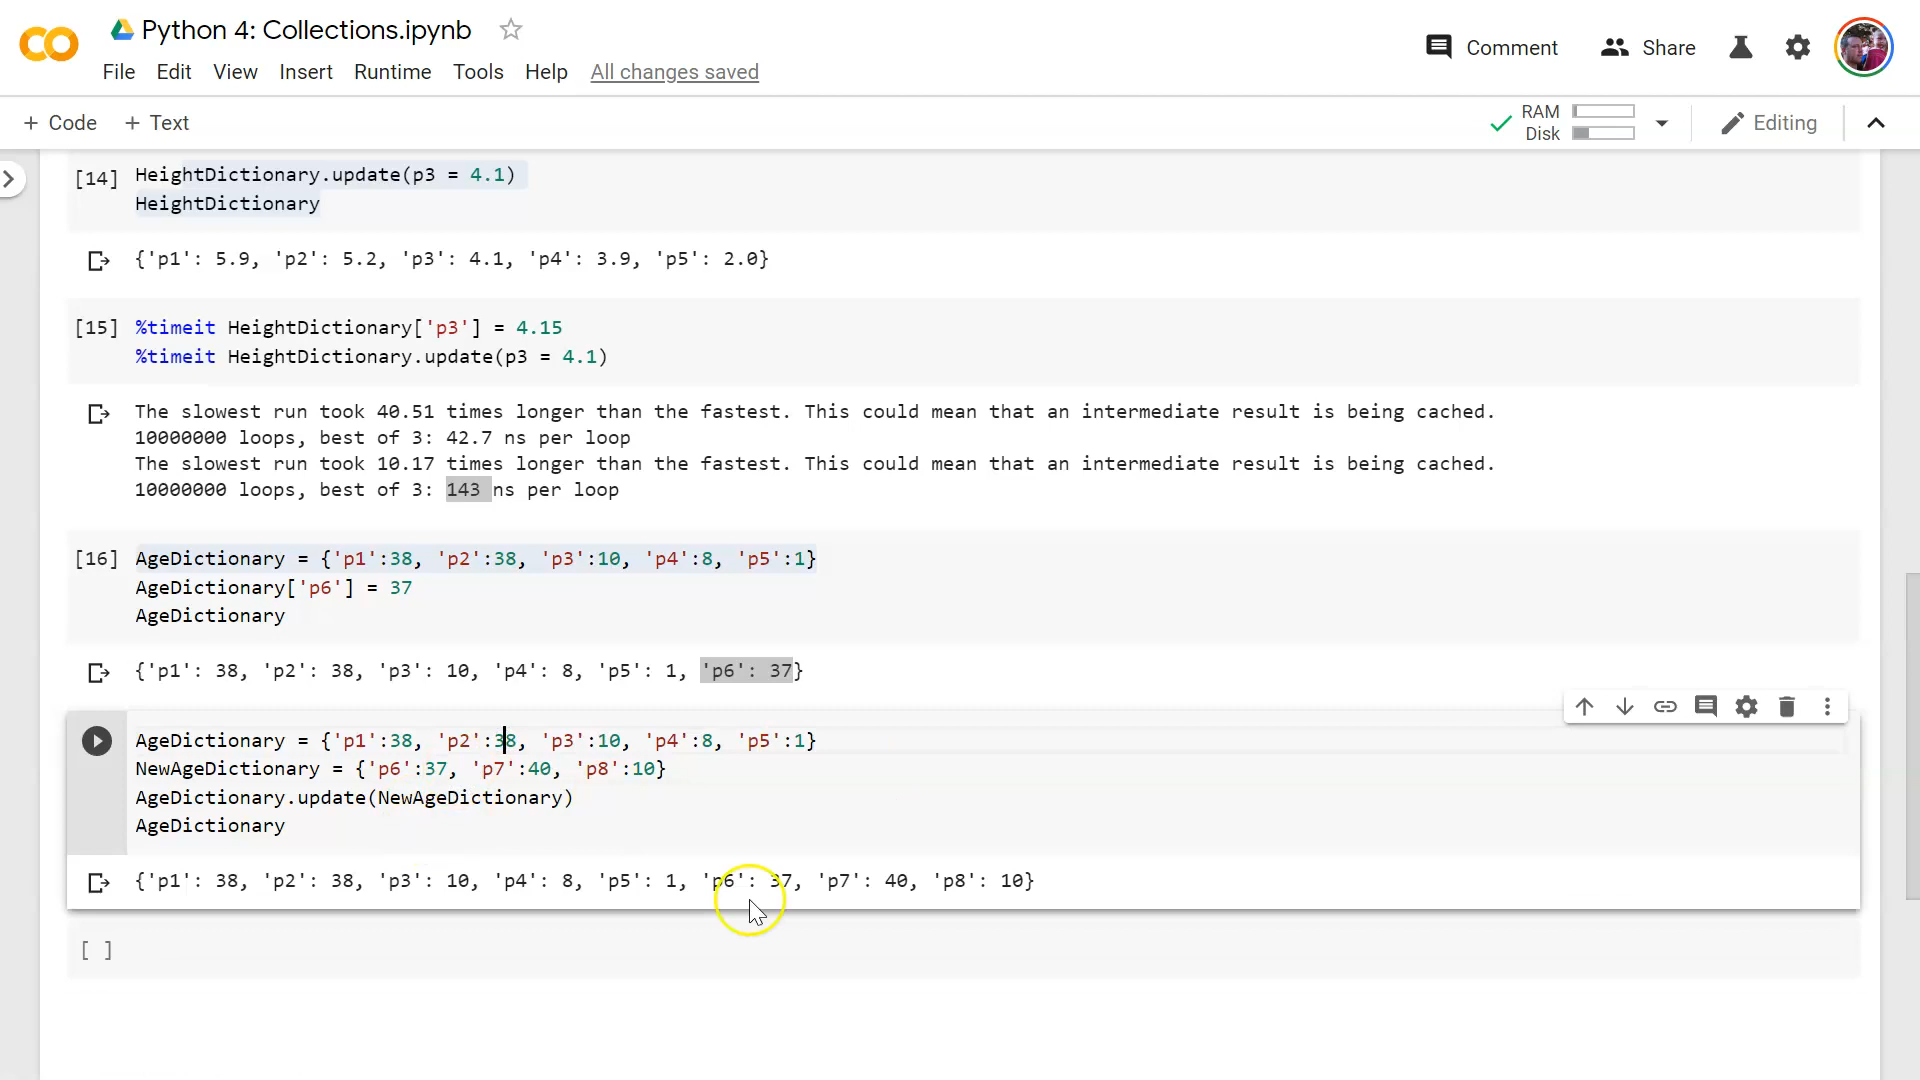 Python 4: Collections.ipynb
File Edit View Insert Runtime Tools Help All changes saved
Comment Share
+ Code + Text
RAM
Disk
Editing
[14] HeightDictionary.update(p3 = 4.1)
HeightDictionary
{'p1': 5.9, 'p2': 5.2, 'p3': 4.1, 'p4': 3.9, 'p5': 2.0}
[15] %timeit HeightDictionary['p3'] = 4.15
%timeit HeightDictionary.update(p3 = 4.1)
The slowest run took 40.51 times longer than the fastest. This could mean that an intermediate result is being cached.
10000000 loops, best of 3: 42.7 ns per loop
The slowest run took 10.17 times longer than the fastest. This could mean that an intermediate result is being cached.
10000000 loops, best of 3: 143 ns per loop
[16] AgeDictionary = {'p1':38, 'p2':38, 'p3':10, 'p4':8, 'p5':1}
AgeDictionary['p6'] = 37
AgeDictionary
{'p1': 38, 'p2': 38, 'p3': 10, 'p4': 8, 'p5': 1, 'p6': 37}
AgeDictionary = {'p1':38, 'p2':38, 'p3':10, 'p4':8, 'p5':1}
NewAgeDictionary = {'p6':37, 'p7':40, 'p8':10}
AgeDictionary.update(NewAgeDictionary)
AgeDictionary
{'p1': 38, 'p2': 38, 'p3': 10, 'p4': 8, 'p5': 1, 'p6': 37, 'p7': 40, 'p8': 10}
[ ]